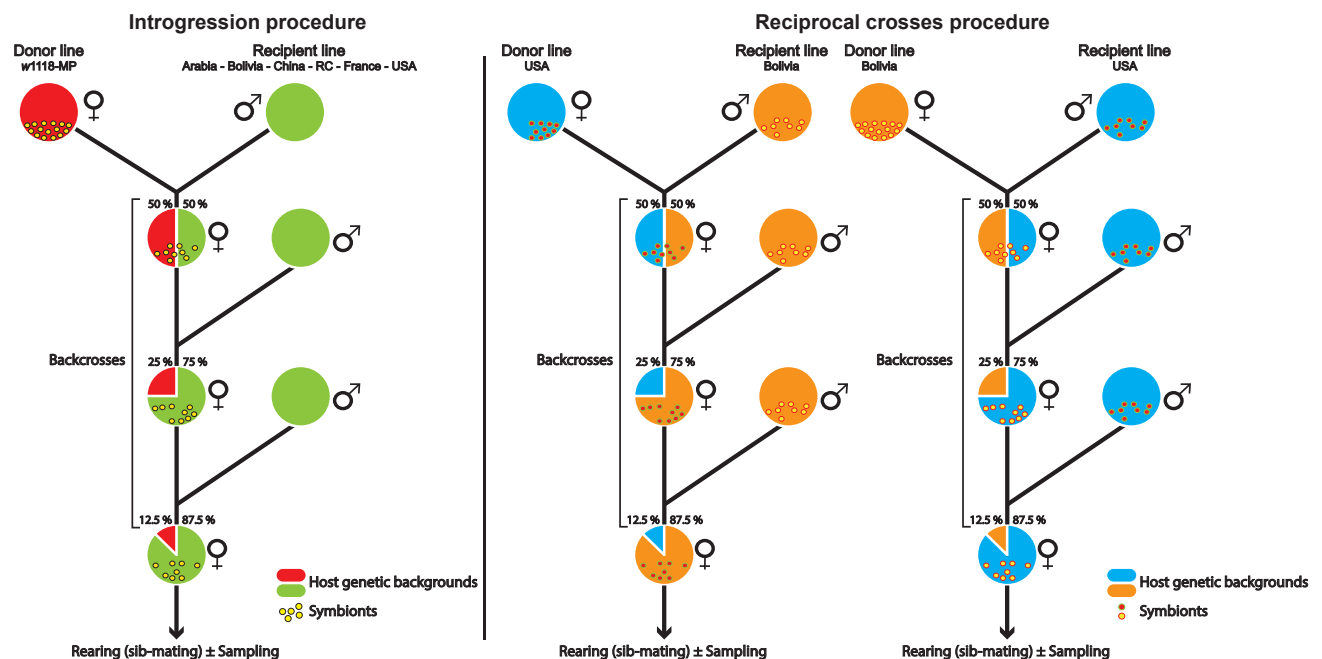 Introgression procedure
Donor line
w1118-MP
Recipient line
Arabia - Bolivia - China - RC - France - USA
♀
♂
50 % 50 %
♀
♂
Backcrosses
25 % 75 %
♀
♂
12.5 % 87.5 %
♀
Host genetic backgrounds
Symbionts
Rearing (sib-mating) ± Sampling
Reciprocal crosses procedure
Donor line
USA
Recipient line
Bolivia
♀
♂
50 % 50 %
♀
♂
Backcrosses
25 % 75 %
♀
♂
12.5 % 87.5 %
♀
Rearing (sib-mating) ± Sampling
Donor line
Bolivia
Recipient line
USA
♀
♂
50 % 50 %
♀
♂
Backcrosses
25 % 75 %
♀
♂
12.5 % 87.5 %
♀
Host genetic backgrounds
Symbionts
Rearing (sib-mating) ± Sampling